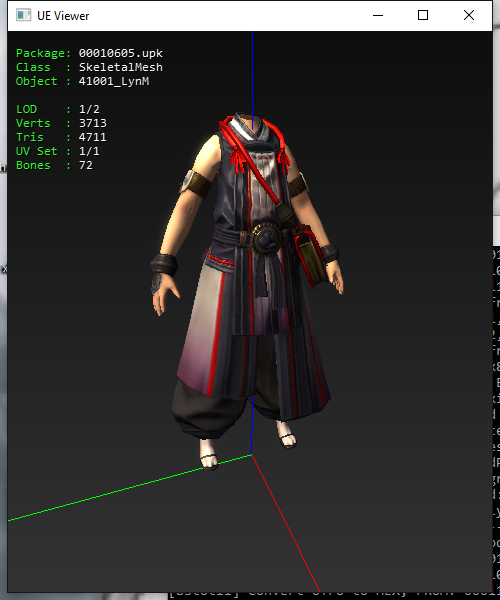 UE Viewer
Package: 00010605.upk
Class : SkeletalMesh
Object : 41001_LynM
LOD : 1/2
Verts : 3713
Tris : 4711
UV Set : 1/1
Bones : 72